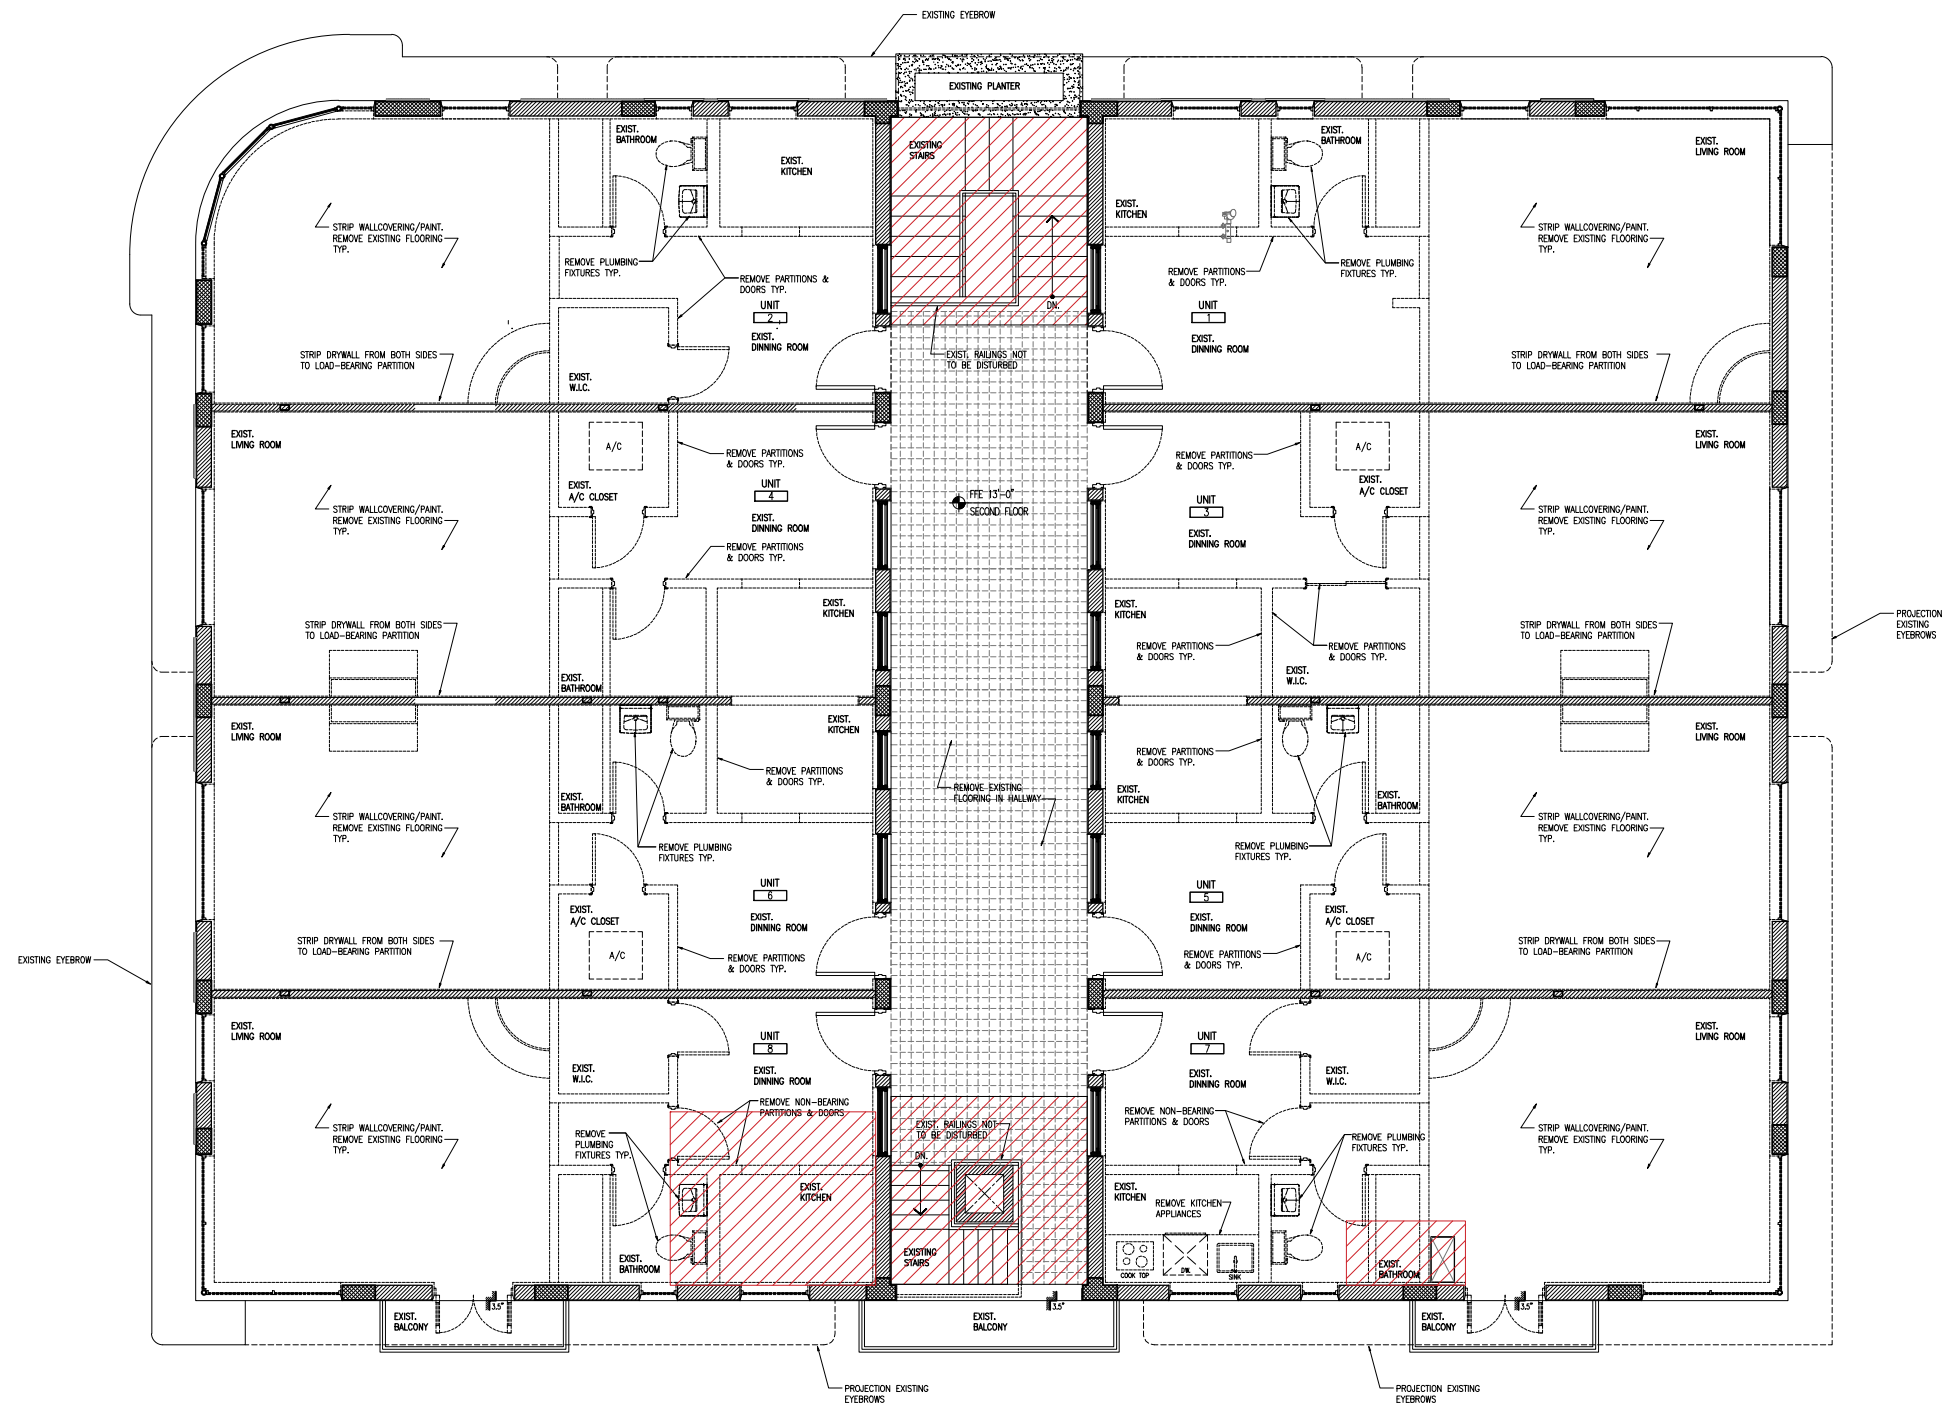 EXISTING EYEBROW
EXISTING PLANTER
EXIST.
BATHROOM
EXIST.
KITCHEN
EXISTING
STAIRS
EXIST.
BATHROOM
EXIST.
LIVING ROOM
EXIST.
KITCHEN
STRIP WALLCOVERING/PAINT.
REMOVE EXISTING FLOORING
TYP.
REMOVE PLUMBING
FIXTURES TYP.
REMOVE PARTITIONS &
DOORS TYP.
REMOVE PARTITIONS
& DOORS TYP.
REMOVE PLUMBING
FIXTURES TYP.
STRIP WALLCOVERING/PAINT.
REMOVE EXISTING FLOORING
TYP.
DN.
UNIT
2
EXIST.
DINNING ROOM
UNIT
1
EXIST.
DINNING ROOM
STRIP DRYWALL FROM BOTH SIDES
TO LOAD-BEARING PARTITION
EXIST.
W.I.C.
EXIST. RAILINGS NOT
TO BE DISTURBED
STRIP DRYWALL FROM BOTH SIDES
TO LOAD-BEARING PARTITION
EXIST.
LIVING ROOM
A/C
REMOVE PARTITIONS
& DOORS TYP.
REMOVE PARTITIONS
& DOORS TYP.
A/C
EXIST.
LIVING ROOM
EXIST.
A/C CLOSET
UNIT
4
EXIST.
DINNING ROOM
FFE 13'-0"
SECOND FLOOR
UNIT
3
EXIST.
DINNING ROOM
EXIST.
A/C CLOSET
STRIP WALLCOVERING/PAINT.
REMOVE EXISTING FLOORING
TYP.
STRIP WALLCOVERING/PAINT.
REMOVE EXISTING FLOORING
TYP.
REMOVE PARTITIONS
& DOORS TYP.
EXIST.
KITCHEN
EXIST.
KITCHEN
STRIP DRYWALL FROM BOTH SIDES
TO LOAD-BEARING PARTITION
REMOVE PARTITIONS
& DOORS TYP.
REMOVE PARTITIONS
& DOORS TYP.
STRIP DRYWALL FROM BOTH SIDES
TO LOAD-BEARING PARTITION
PROJECTION
EXISTING
EYEBROWS
EXIST.
BATHROOM
EXIST.
W.I.C.
EXIST.
LIVING ROOM
EXIST.
KITCHEN
EXIST.
LIVING ROOM
REMOVE PARTITIONS
& DOORS TYP.
REMOVE PARTITIONS
& DOORS TYP.
EXIST.
BATHROOM
REMOVE EXISTING
FLOORING IN HALLWAY
EXIST.
KITCHEN
EXIST.
BATHROOM
STRIP WALLCOVERING/PAINT.
REMOVE EXISTING FLOORING
TYP.
STRIP WALLCOVERING/PAINT.
REMOVE EXISTING FLOORING
TYP.
REMOVE PLUMBING
FIXTURES TYP.
REMOVE PLUMBING
FIXTURES TYP.
UNIT
6
EXIST.
DINNING ROOM
UNIT
5
EXIST.
DINNING ROOM
EXIST.
A/C CLOSET
EXIST.
A/C CLOSET
STRIP DRYWALL FROM BOTH SIDES
TO LOAD-BEARING PARTITION
A/C
REMOVE PARTITIONS
& DOORS TYP.
REMOVE PARTITIONS
& DOORS TYP.
A/C
STRIP DRYWALL FROM BOTH SIDES
TO LOAD-BEARING PARTITION
EXISTING EYEBROW
EXIST.
LIVING ROOM
UNIT
8
EXIST.
DINNING ROOM
UNIT
7
EXIST.
DINNING ROOM
EXIST.
LIVING ROOM
EXIST.
W.I.C.
EXIST.
W.I.C.
REMOVE NON-BEARING
PARTITIONS & DOORS
REMOVE NON-BEARING
PARTITIONS & DOORS
EXIST. RAILINGS NOT
TO BE DISTURBED
STRIP WALLCOVERING/PAINT.
REMOVE EXISTING FLOORING
TYP.
REMOVE
PLUMBING
FIXTURES TYP.
DN.
REMOVE PLUMBING
FIXTURES TYP.
STRIP WALLCOVERING/PAINT.
REMOVE EXISTING FLOORING
TYP.
EXIST.
KITCHEN
EXIST.
KITCHEN
REMOVE KITCHEN
APPLIANCES
EXIST.
BATHROOM
EXISTING
STAIRS
COOK TOP
DW.
SINK
EXIST.
BATHROOM
3.5"
3.5"
3.5"
EXIST.
BALCONY
EXIST.
BALCONY
EXIST.
BALCONY
PROJECTION EXISTING
EYEBROWS
PROJECTION EXISTING
EYEBROWS